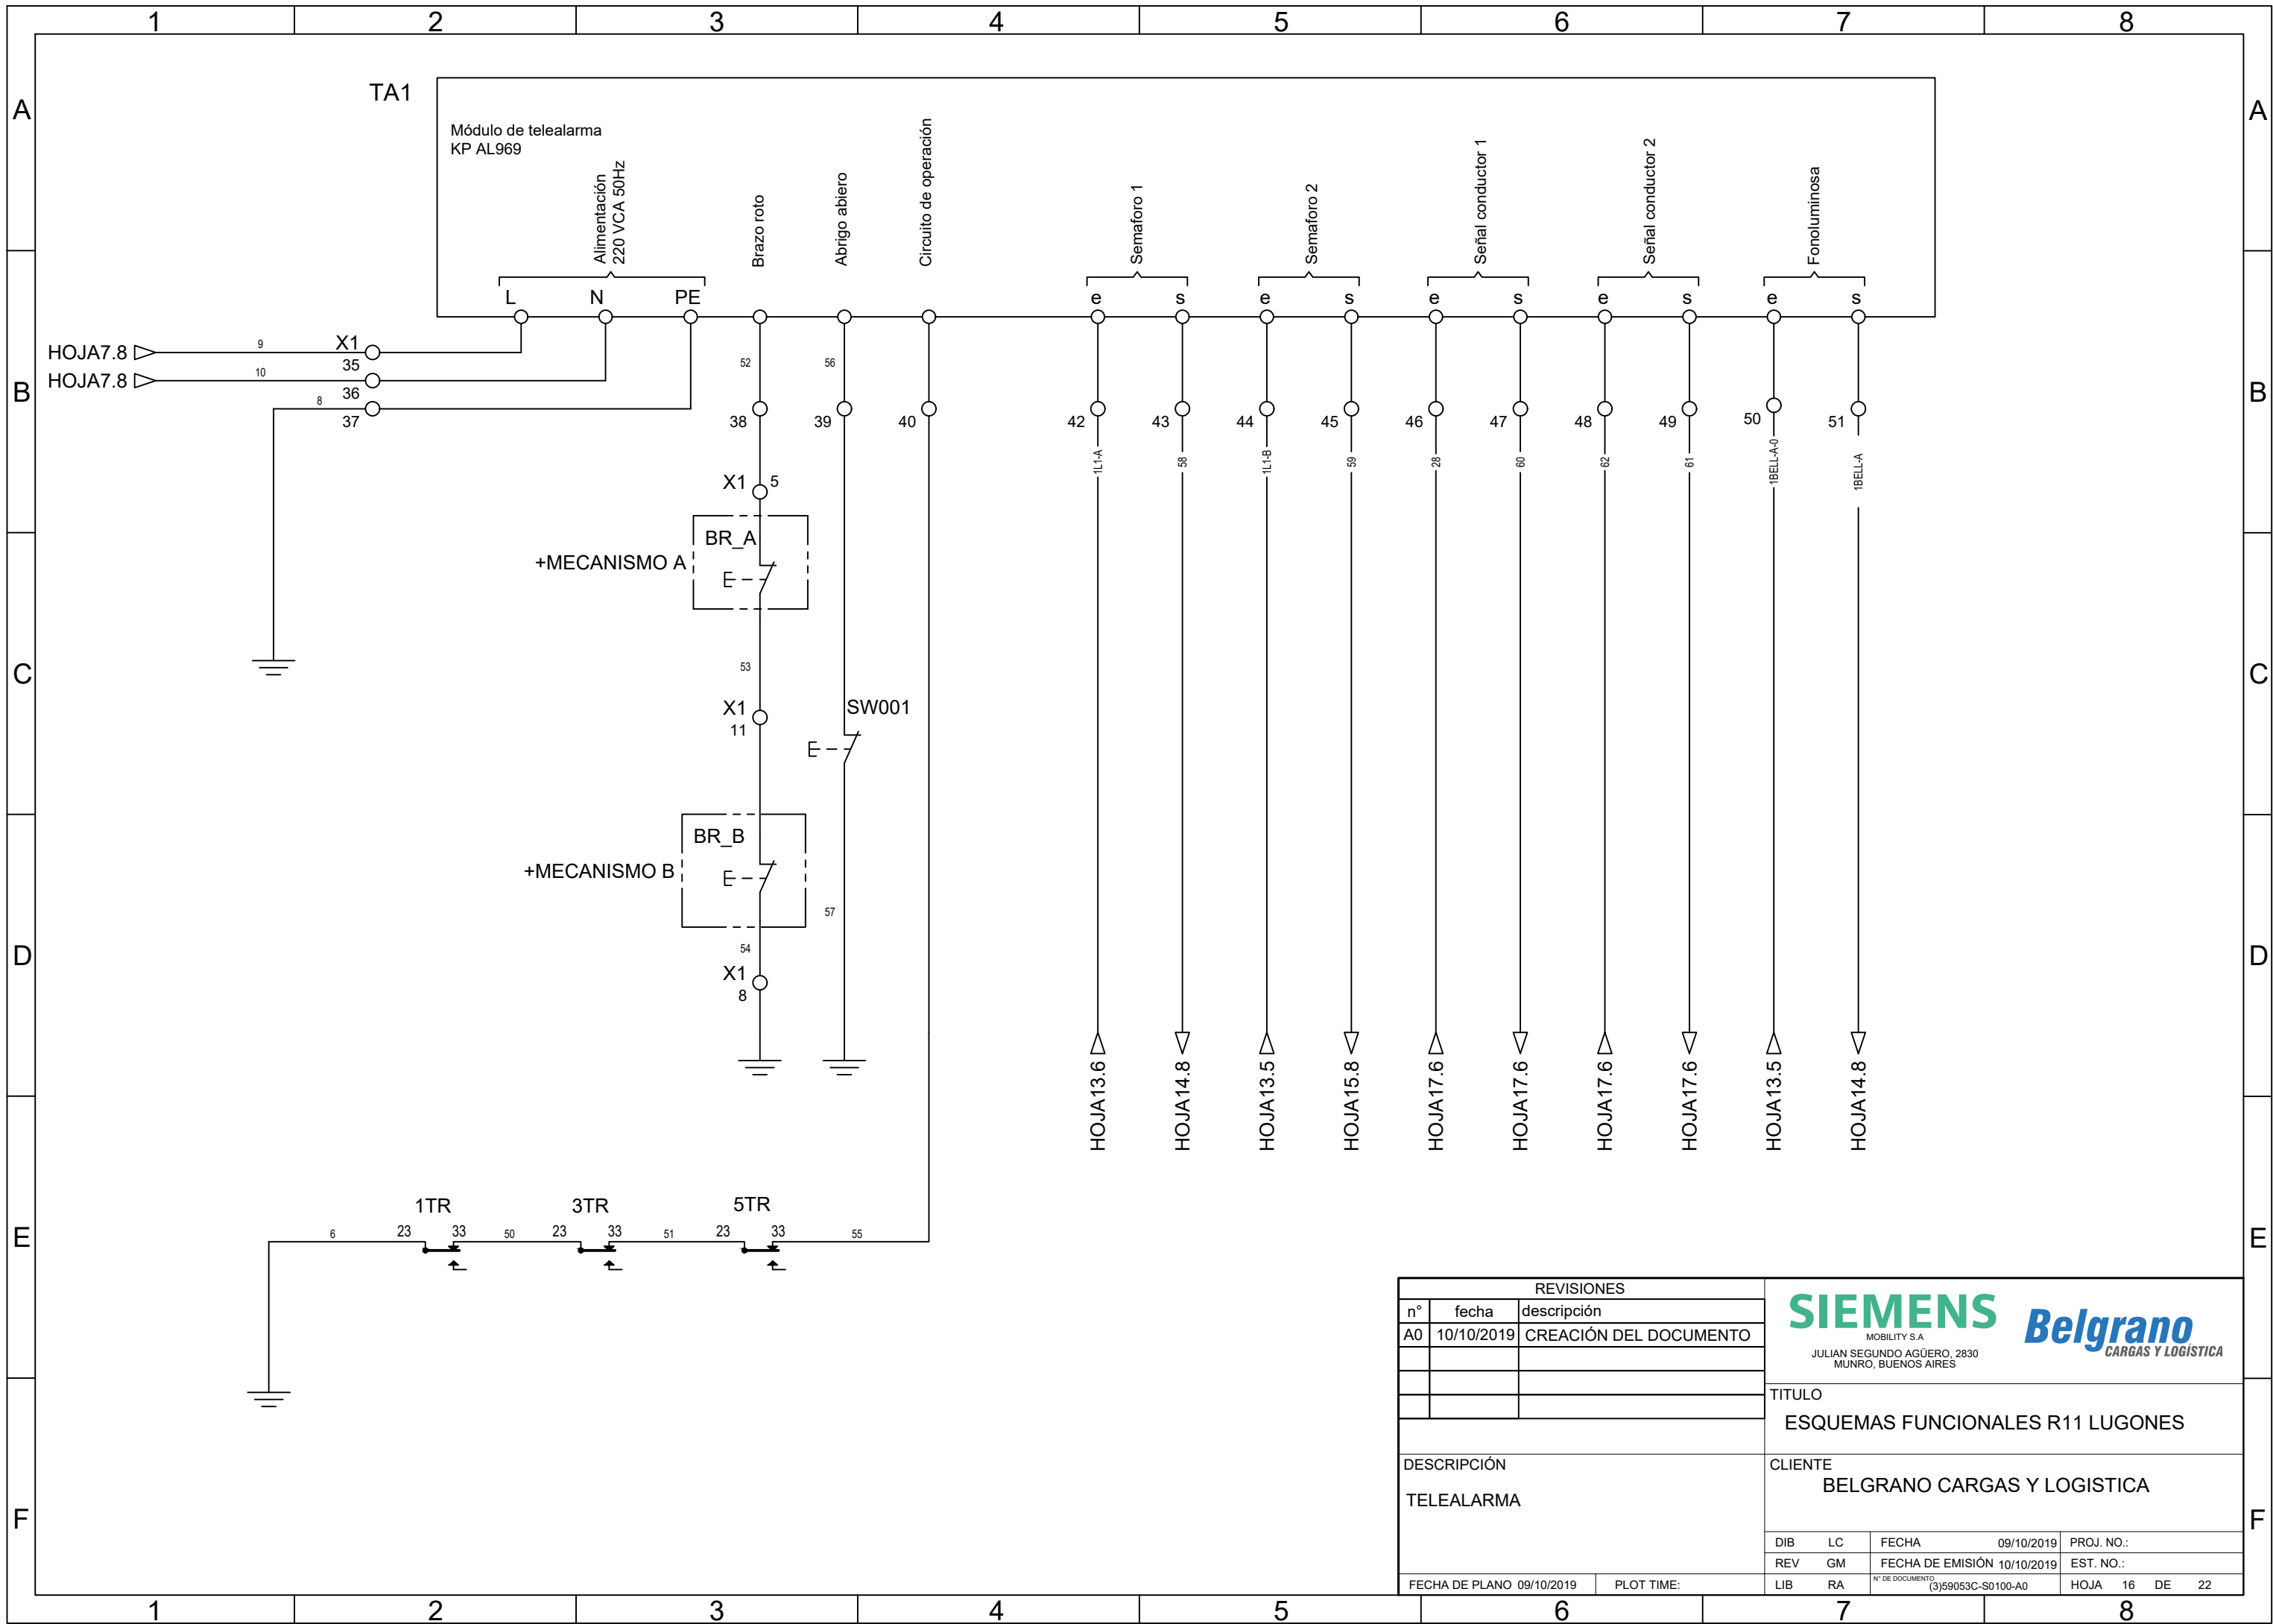 1 2 3 4 5 6 7 8
A A
B B
C C
D D
E E
F F
TA1
Módulo de telealarma
KP AL969
Alimentación
220 VCA 50Hz
Brazo roto
Abrigo abiero
Circuito de operación
Semaforo 1
Semaforo 2
Señal conductor 1
Señal conductor 2
Fonoluminosa
L N PE e s e s e s e s e s
HOJA7.8 9 X1
35
HOJA7.8 10
36
8
37
52 56
38 39 40 42 43 44 45 46 47 48 49 50 51
1L1-A 58 1L1-B 59 28 60 62 61 1BELL-A-0 1BELL-A
X1 5
BR_A
+MECANISMO A
E
53
X1
11
SW001
E
BR_B
+MECANISMO B
E
57
54
X1
8
HOJA13.6 HOJA14.8 HOJA13.5 HOJA15.8 HOJA17.6 HOJA17.6 HOJA17.6 HOJA17.6 HOJA13.5 HOJA14.8
1TR 3TR 5TR
6 23 33 50 23 33 51 23 33 55
REVISIONES
n° fecha descripción
A0 10/10/2019 CREACIÓN DEL DOCUMENTO
SIEMENS
MOBILITY S.A
JULIAN SEGUNDO AGÜERO, 2830
MUNRO, BUENOS AIRES
Belgrano
CARGAS Y LOGÍSTICA
TITULO
ESQUEMAS FUNCIONALES R11 LUGONES
DESCRIPCIÓN
TELEALARMA
CLIENTE
BELGRANO CARGAS Y LOGISTICA
DIB LC FECHA 09/10/2019 PROJ. NO.:
REV GM FECHA DE EMISIÓN 10/10/2019 EST. NO.:
FECHA DE PLANO 09/10/2019 PLOT TIME: LIB RA N° DE DOCUMENTO (3)59053C-S0100-A0 HOJA 16 DE 22
1 2 3 4 5 6 7 8